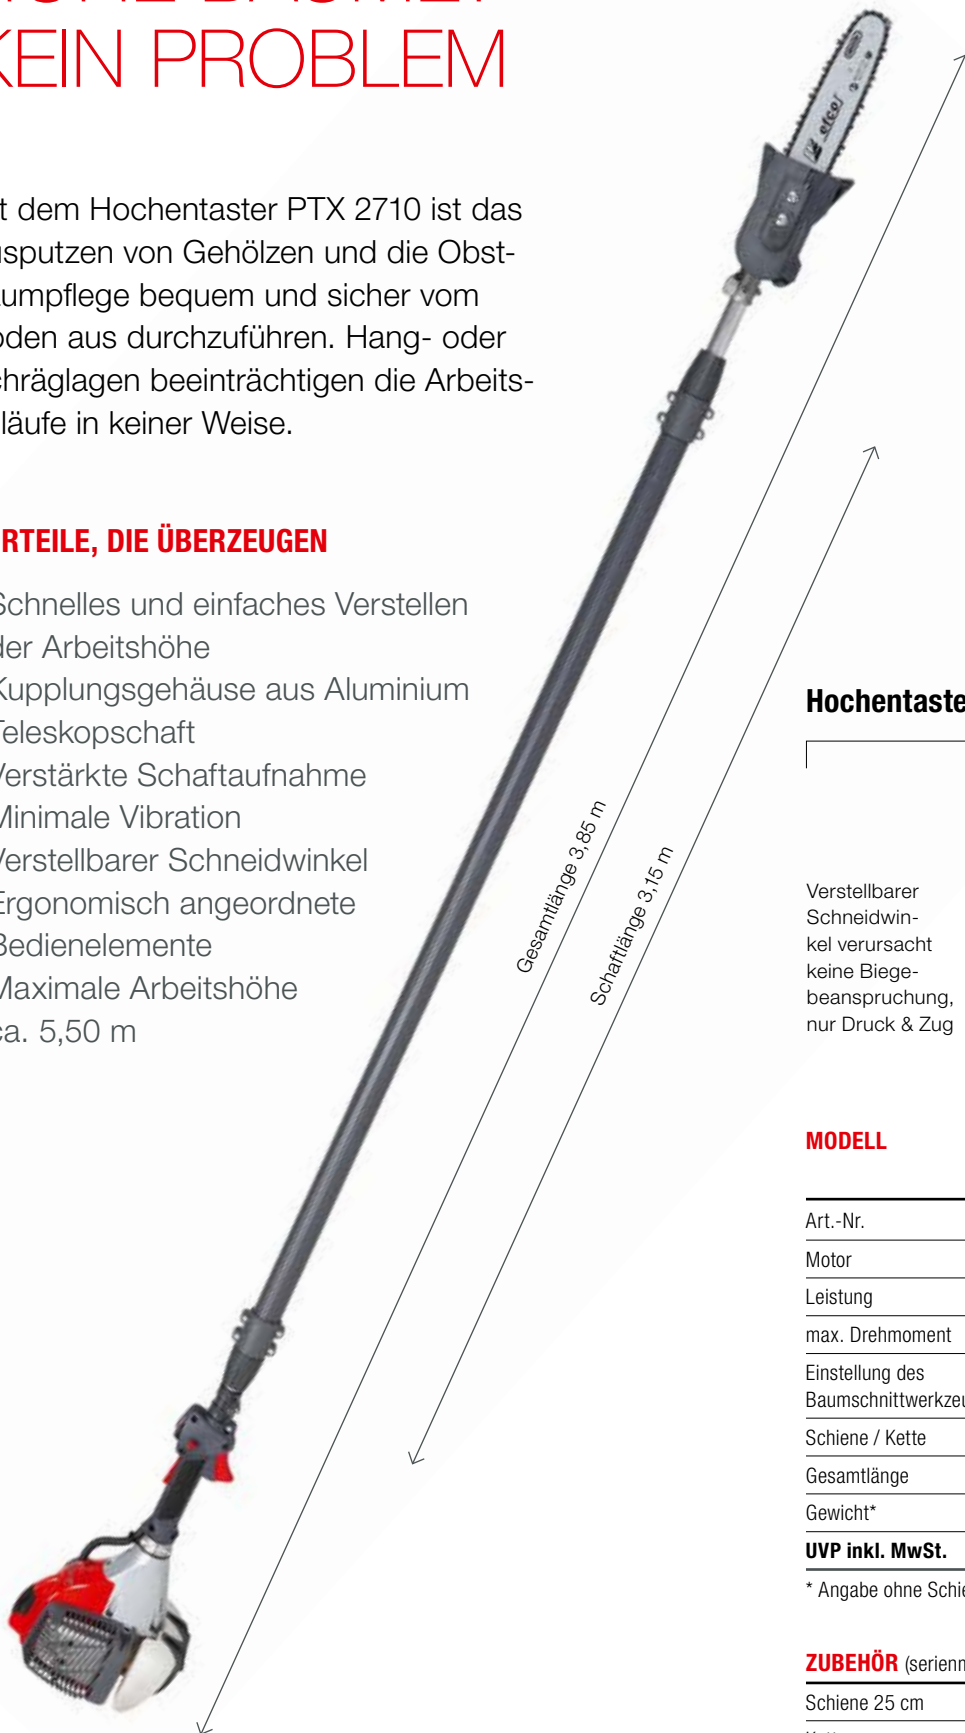 KEIN PROBLEM
t dem Hochentaster PTX 2710 ist das
usputzen von Gehölzen und die Obst-
umpflege bequem und sicher vom
oden aus durchzuführen. Hang- oder
chräglagen beeinträchtigen die Arbeits-
läufe in keiner Weise.
RTEILE, DIE ÜBERZEUGEN
Schnelles und einfaches Verstellen
der Arbeitshöhe
Kupplungsgehäuse aus Aluminium
Teleskopschaft
Verstärkte Schaftaufnahme
Minimale Vibration
Verstellbarer Schneidwinkel
Ergonomisch angeordnete
Bedienelemente
Maximale Arbeitshöhe
ca. 5,50 m
efco
Gesamtlänge 3,85 m
Schaftlänge 3,15 m
Hochentaste
Verstellbarer
Schneidwin-
kel verursacht
keine Biege-
beanspruchung,
nur Druck & Zug
MODELL
Art.-Nr.
Motor
Leistung
max. Drehmoment
Einstellung des
Baumschnittwerkzeu
Schiene / Kette
Gesamtlänge
Gewicht*
UVP inkl. MwSt.
* Angabe ohne Schie
ZUBEHÖR (serienm
Schiene 25 cm